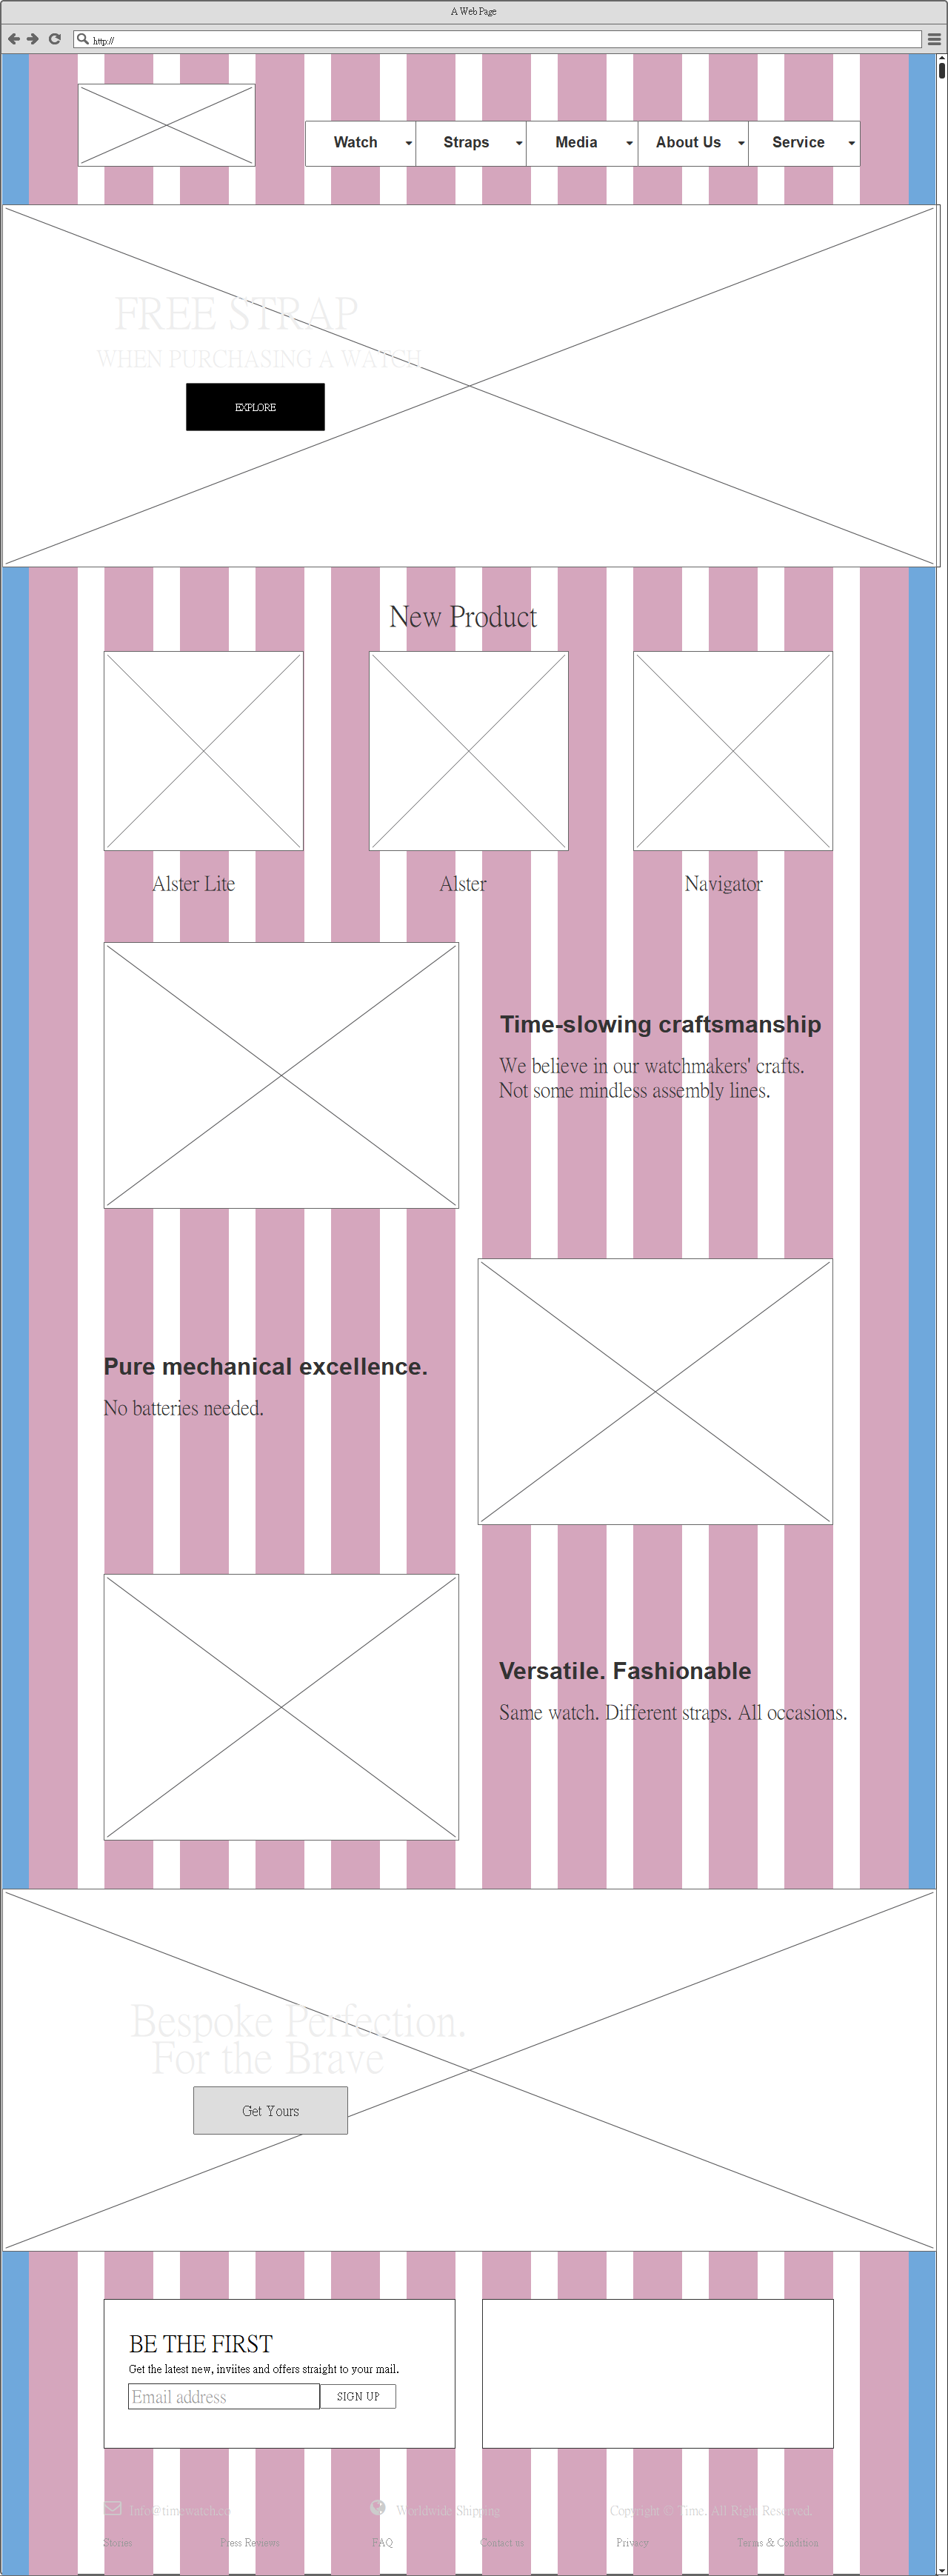 A Web Page
http://
Watch Straps Media About Us Service
FREE STRAP
WHEN PURCHASING A WATCH
EXPLORE
New Product
Alster Lite Alster Navigator
Time-slowing craftsmanship
We believe in our watchmakers' crafts.
Not some mindless assembly lines.
Pure mechanical excellence.
No batteries needed.
Versatile. Fashionable
Same watch. Different straps. All occasions.
Bespoke Perfection.
For the Brave
Get Yours
BE THE FIRST
Get the latest new, inviites and offers straight to your mail.
Email address SIGN UP
Info@timewatch.co Worldwide Shipping Copyright © Time. All Right Reserved.
Stories Press Reviews FAQ Contact us Privacy Terms & Condition